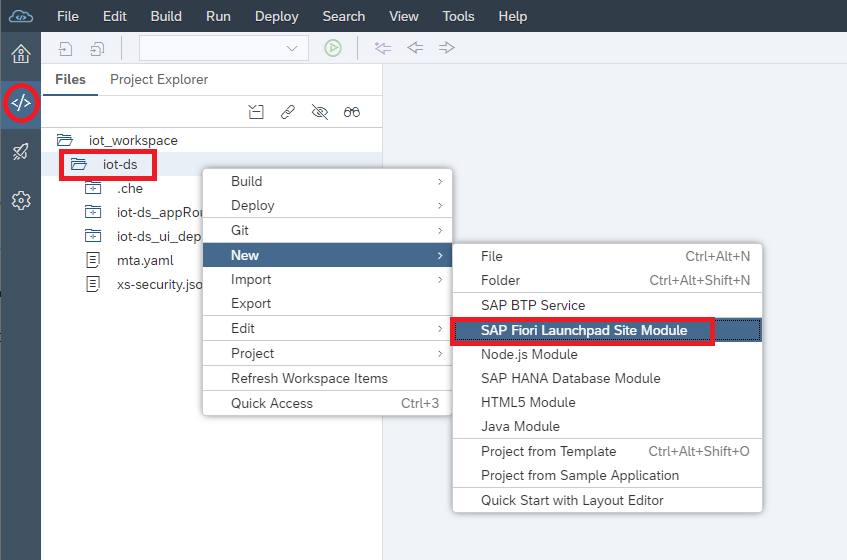 File Edit Build Run Deploy Search View Tools Help
Files Project Explorer
iot_workspace
iot-ds
.che
iot-ds_appRou
iot-ds_ui_dep
mta.yaml
xs-security.jso
Build
Deploy
Git
New
Import
Export
Edit
Project
Refresh Workspace Items
Quick Access Ctrl+3
File Ctrl+Alt+N
Folder Ctrl+Alt+Shift+N
SAP BTP Service
SAP Fiori Launchpad Site Module
Node.js Module
SAP HANA Database Module
HTML5 Module
Java Module
Project from Template Ctrl+Alt+Shift+O
Project from Sample Application
Quick Start with Layout Editor